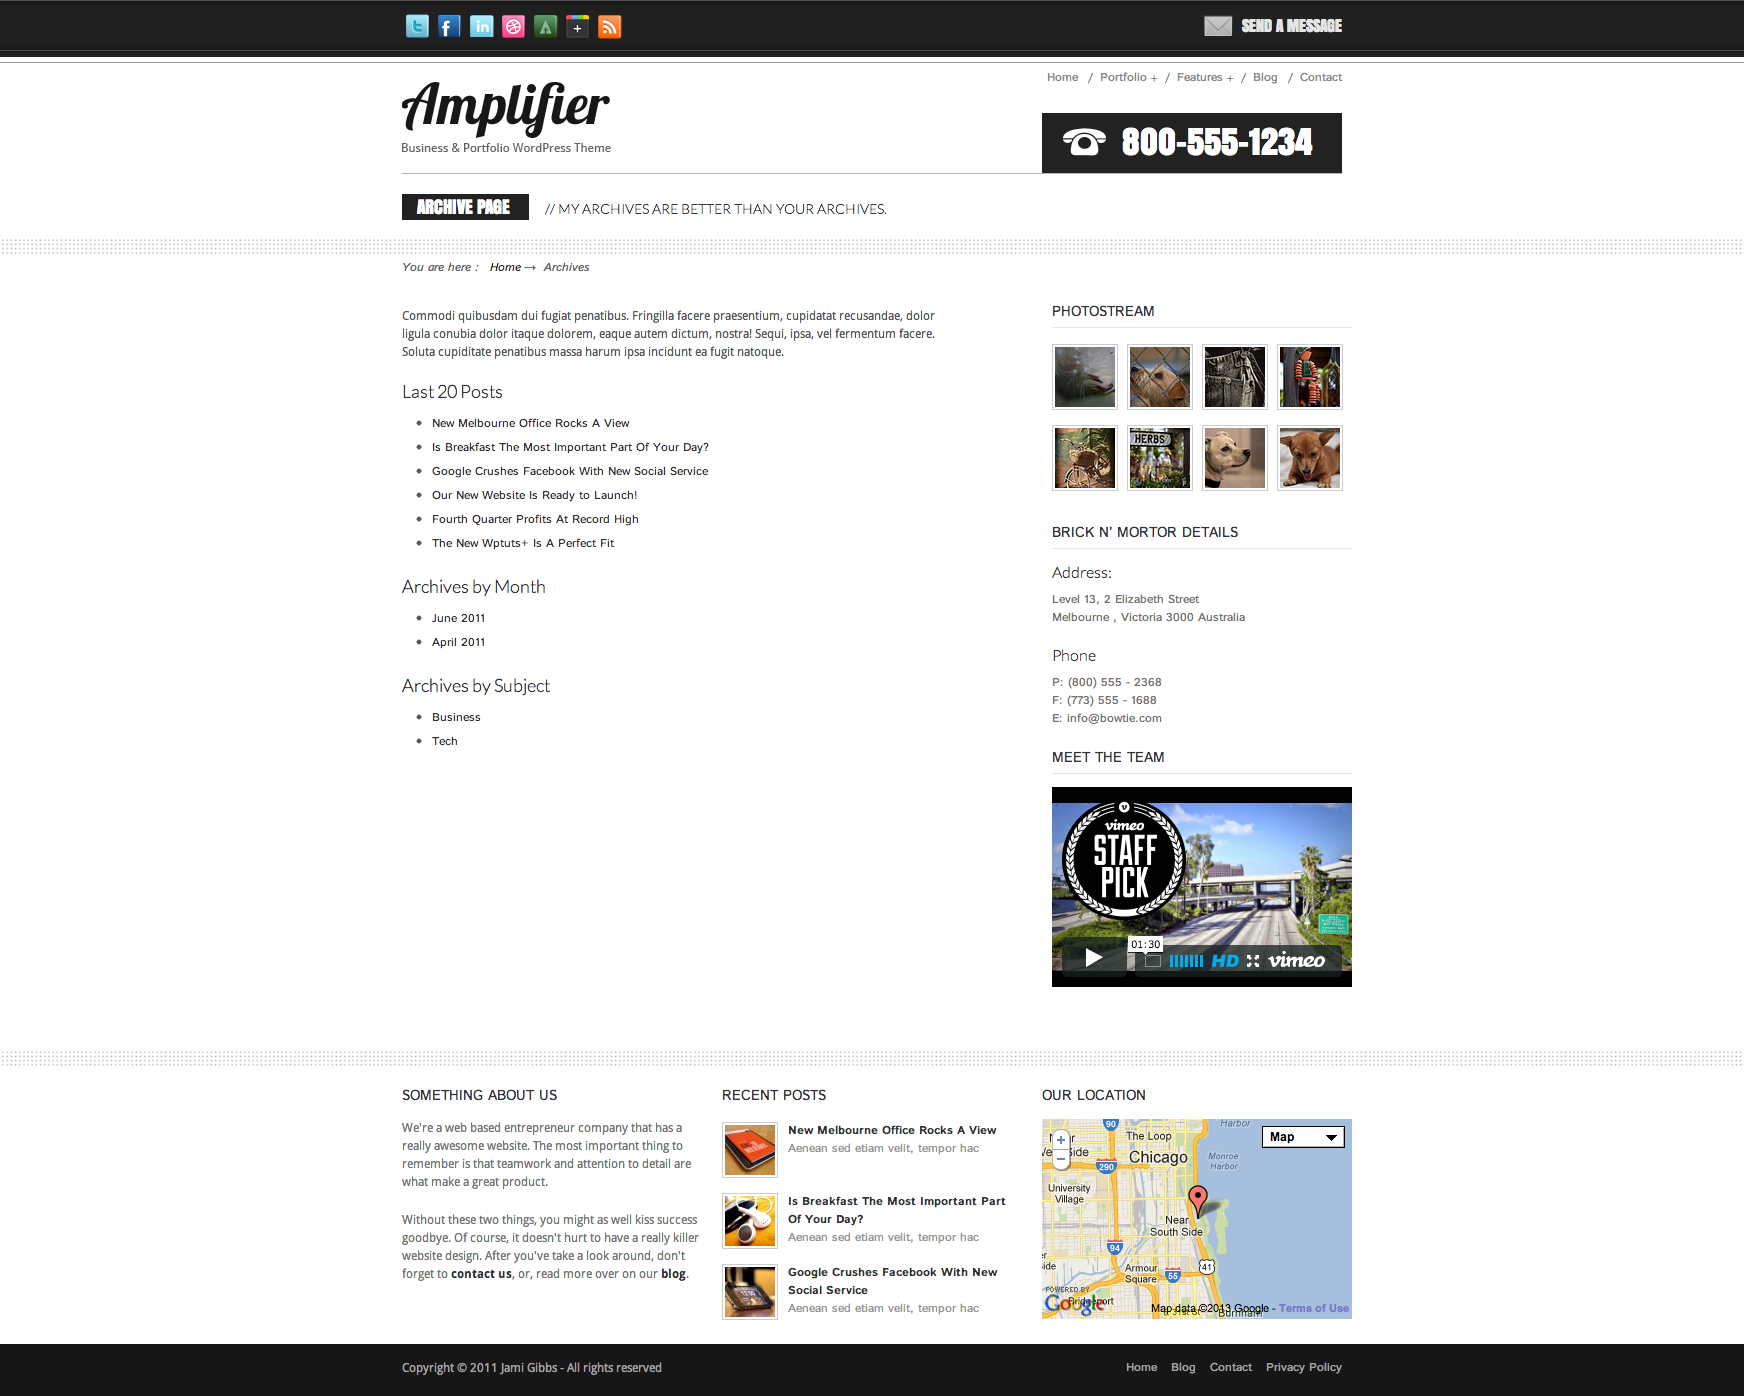 SEND A MESSAGE
Home / Portfolio + / Features + / Blog / Contact
Amplifier
Business & Portfolio WordPress Theme
800-555-1234
ARCHIVE PAGE
// MY ARCHIVES ARE BETTER THAN YOUR ARCHIVES.
You are here : Home → Archives
Commodi quibusdam dui fugiat penatibus. Fringilla facere praesentium, cupidatat recusandae, dolor
ligula conubia dolor itaque dolorem, eaque autem dictum, nostra! Sequi, ipsa, vel fermentum facere.
Soluta cupiditate penatibus massa harum ipsa incidunt ea fugit natoque.
Last 20 Posts
New Melbourne Office Rocks A View
Is Breakfast The Most Important Part Of Your Day?
Google Crushes Facebook With New Social Service
Our New Website Is Ready to Launch!
Fourth Quarter Profits At Record High
The New Wptuts+ Is A Perfect Fit
Archives by Month
June 2011
April 2011
Archives by Subject
Business
Tech
PHOTOSTREAM
HERBS
BRICK N' MORTOR DETAILS
Address:
Level 13, 2 Elizabeth Street
Melbourne , Victoria 3000 Australia
Phone
P: (800) 555 - 2368
F: (773) 555 - 1688
E: info@bowtie.com
MEET THE TEAM
vimeo
STAFF
PICK
01:30
HD vimeo
SOMETHING ABOUT US
We're a web based entrepreneur company that has a
really awesome website. The most important thing to
remember is that teamwork and attention to detail are
what make a great product.
Without these two things, you might as well kiss success
goodbye. Of course, it doesn't hurt to have a really killer
website design. After you've take a look around, don't
forget to contact us, or, read more over on our blog.
RECENT POSTS
New Melbourne Office Rocks A View
Aenean sed etiam velit, tempor hac
Is Breakfast The Most Important Part
Of Your Day?
Aenean sed etiam velit, tempor hac
Google Crushes Facebook With New
Social Service
Aenean sed etiam velit, tempor hac
OUR LOCATION
90
Harbor
The Loop
Map
Chicago
Monroe
Harbor
290
University
Village
Near
South Side
94
41
Armour
Square
55
POWERED BY
Google
Map data ©2013 Google - Terms of Use
Burnham
Copyright © 2011 Jami Gibbs - All rights reserved
Home Blog Contact Privacy Policy